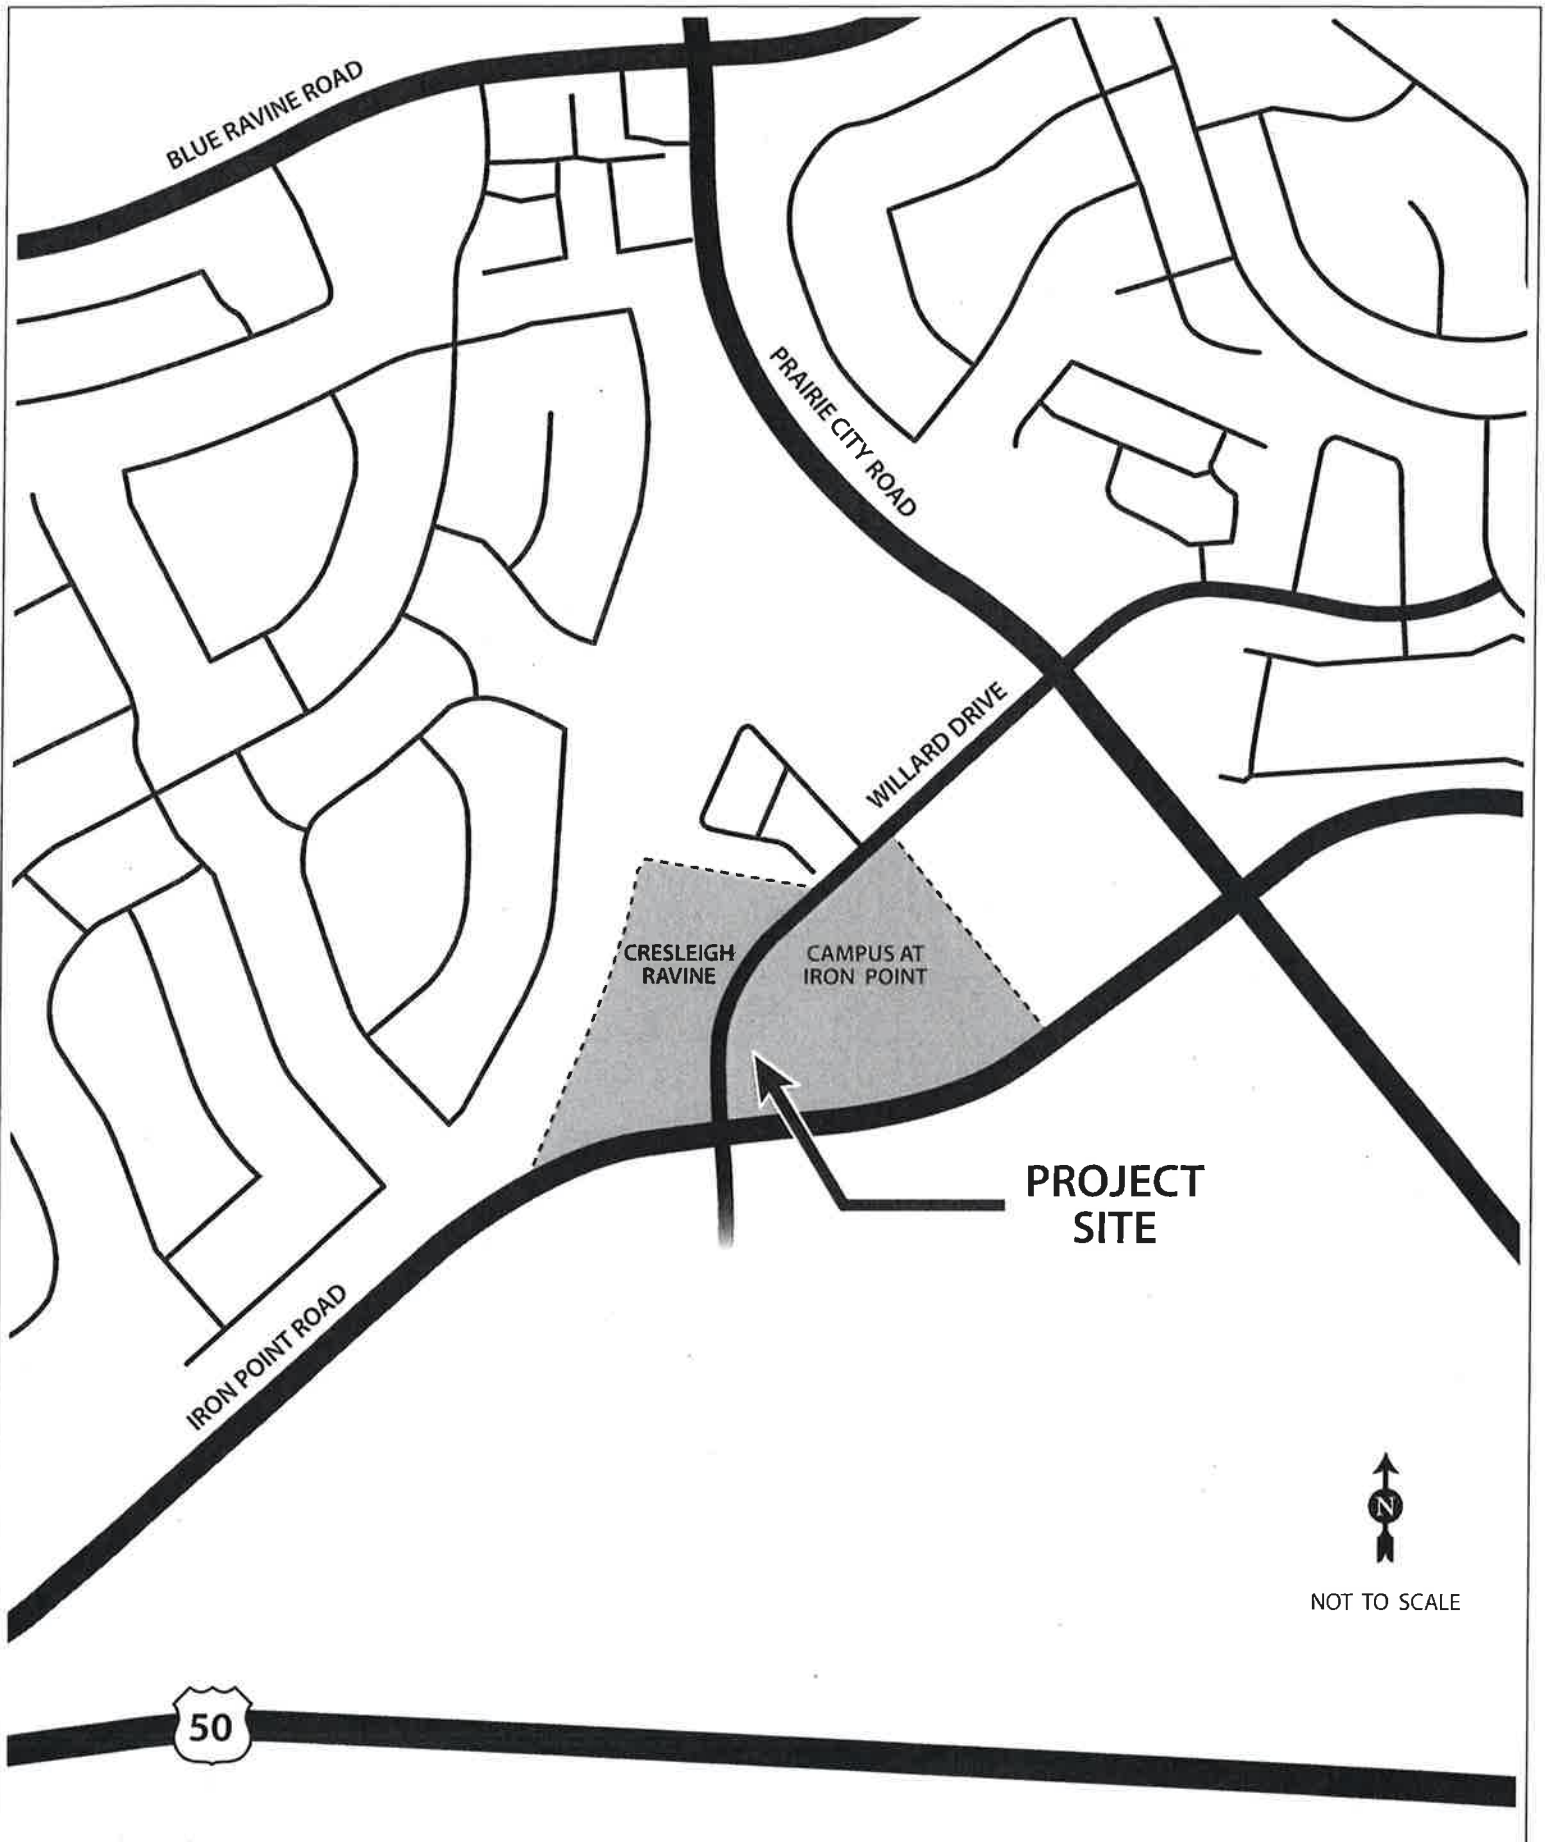 BLUE RAVINE ROAD
PRAIRIE CITY ROAD
WILLARD DRIVE
CRESLEIGH
RAVINE
CAMPUS AT
IRON POINT
PROJECT
SITE
IRON POINT ROAD
N
NOT TO SCALE
50